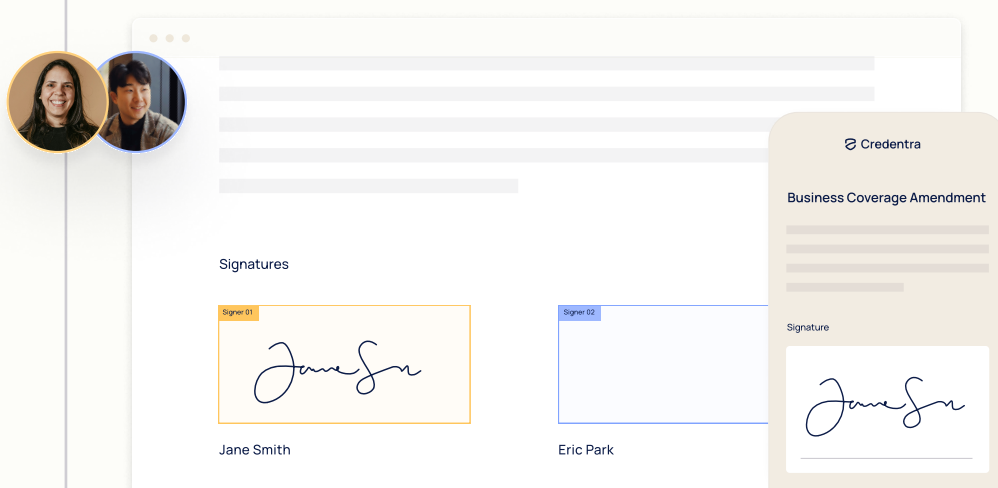 Credentra
Business Coverage Amendment
Signatures
Signer 01
Signer 02
Signature
Jane Smith
Eric Park